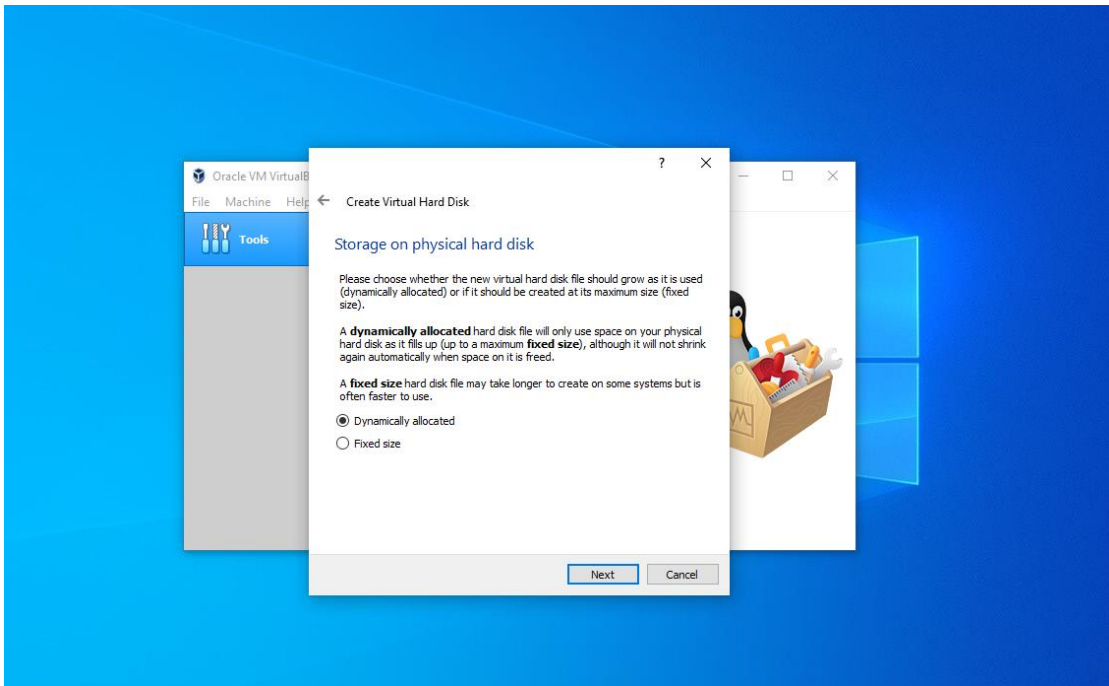 Oracle VM VirtualB
File Machine Help
Tools
Create Virtual Hard Disk
Storage on physical hard disk
Please choose whether the new virtual hard disk file should grow as it is used
(dynamically allocated) or if it should be created at its maximum size (fixed
size).
A dynamically allocated hard disk file will only use space on your physical
hard disk as it fills up (up to a maximum fixed size), although it will not shrink
again automatically when space on it is freed.
A fixed size hard disk file may take longer to create on some systems but is
often faster to use.
Dynamically allocated
Fixed size
Next Cancel